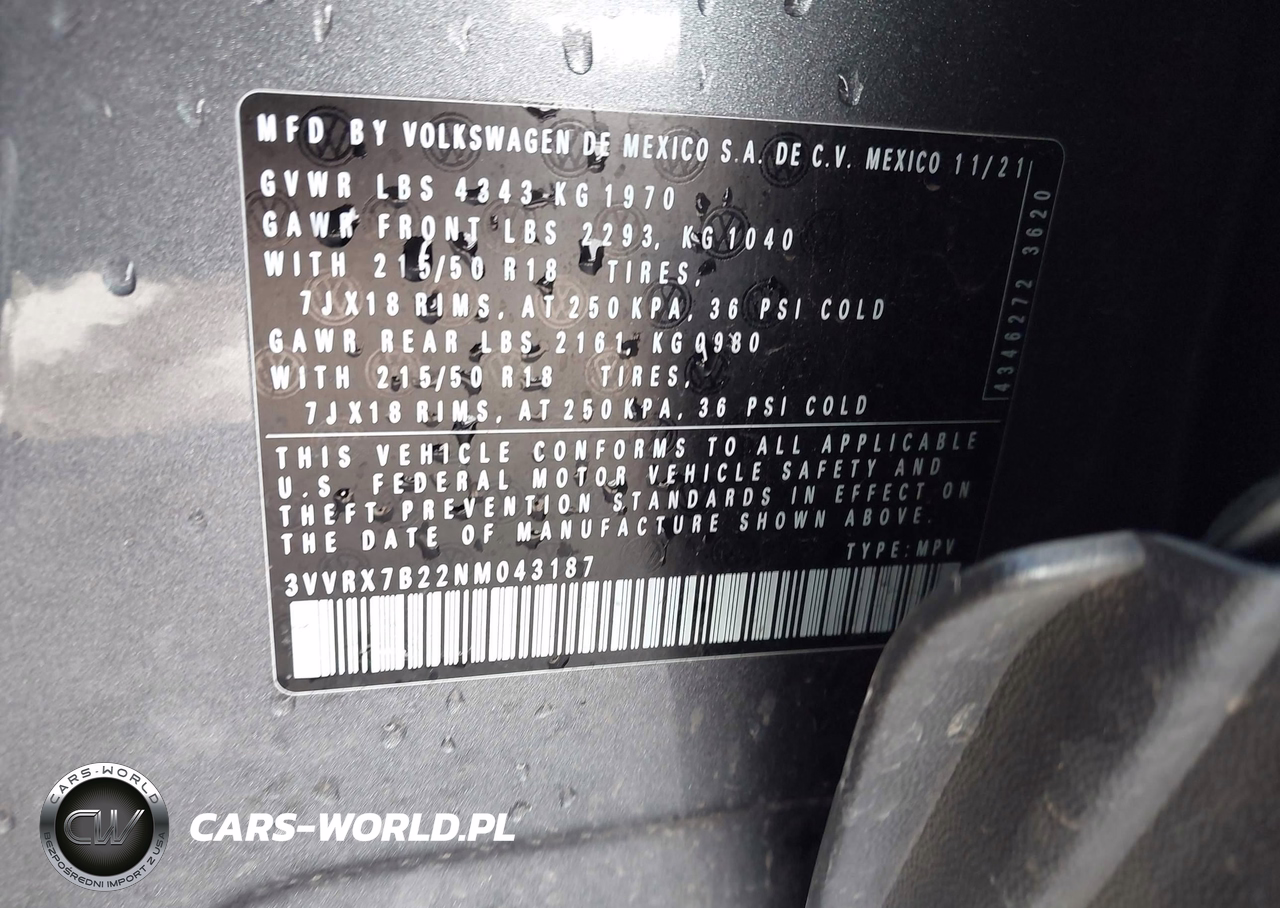 MFD BY VOLKSWAGEN DE MEXICO S.A. DE C.V. MEXICO 11/21
GVWR LBS 4343 KG 1970
GAWR FRONT LBS 2293, KG 1040
WITH 215/50 R18 TIRES,
7JX18 RIMS, AT 250 KPA, 36 PSI COLD
GAWR REAR LBS 2161, KG 0980
WITH 215/50 R18 TIRES,
7JX18 RIMS, AT 250 KPA, 36 PSI COLD
4346272 3620
THIS VEHICLE CONFORMS TO ALL APPLICABLE
U.S. FEDERAL MOTOR VEHICLE SAFETY AND
THEFT PREVENTION STANDARDS IN EFFECT ON
THE DATE OF MANUFACTURE SHOWN ABOVE.
TYPE: MPV
3VVRX7B22NM043187
CARS-WORLD
CW
BEZPOŚREDNI IMPORT Z USA
CARS-WORLD.PL